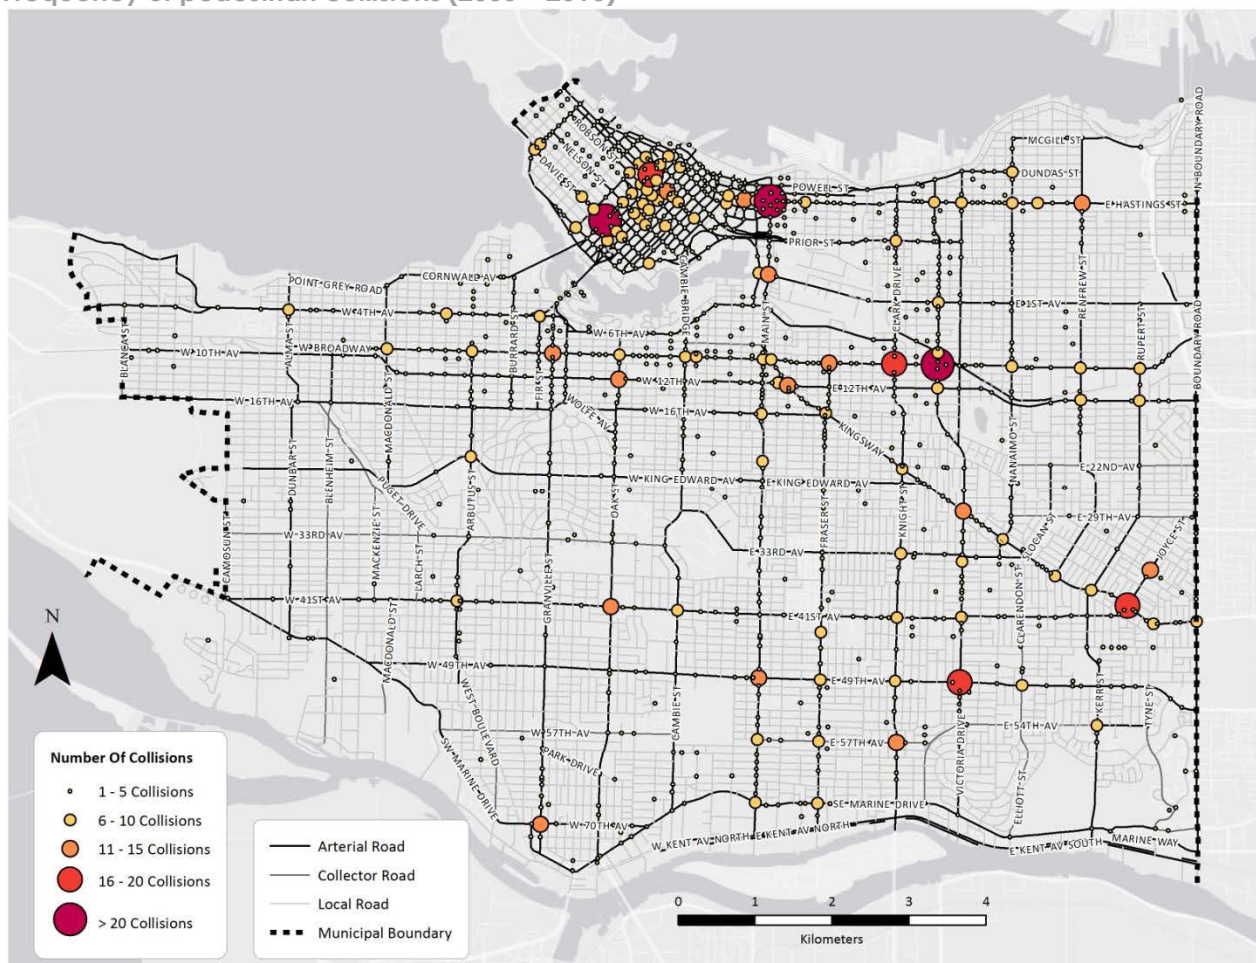 ROBSON ST
NELSON ST
DAVIE ST
MCGILL ST
DUNDAS ST
POWELL ST
E HASTINGS ST
N BOUNDARY ROAD
PRIOR ST
CORNWALL AV
POINT GREY ROAD
CAMBIE BRIDGE
MAIN ST
CLARK DRIVE
RENFREW ST
E 1ST AV
RUPERT ST
BOUNDARY ROAD
W 4TH AV
W 6TH AV
BLANCA ST
ALMA ST
BURRARD ST
W BROADWAY
W 10TH AV
W 12TH AV
E 12TH AV
MACDONALD ST
FIR ST
W 16TH AV
WOLFE AV
W 16TH AV
KINGSWAY
NANAIMO ST
DUNBAR ST
BLENHEIM ST
PUGET DRIVE
ARBUTUS ST
OAK ST
W KING EDWARD AV
E KING EDWARD AV
FRASER ST
KNIGHT ST
E 22ND AV
E 29TH AV
SLOCAN ST
JOYCE ST
CAMOSUN ST
W 33RD AV
MACKENZIE ST
LARCH ST
E 33RD AV
GRANVILLE ST
W 41ST AV
E 41ST AV
CLARENDON ST
N
MACDONALD ST
W 49TH AV
WEST BOULEVARD
CAMBIE ST
E 49TH AV
KERR ST
TYNE ST
W 57TH AV
PARK DRIVE
E 57TH AV
E 54TH AV
VICTORIA DRIVE
ELLIOTT ST
SW MARINE DRIVE
SE MARINE DRIVE
W 70TH AV
W KENT AV NORTH
E KENT AV NORTH
E KENT AV SOUTH
MARINE WAY
Number Of Collisions
1 - 5 Collisions
6 - 10 Collisions
11 - 15 Collisions
16 - 20 Collisions
> 20 Collisions
Arterial Road
Collector Road
Local Road
Municipal Boundary
0 1 2 3 4
Kilometers